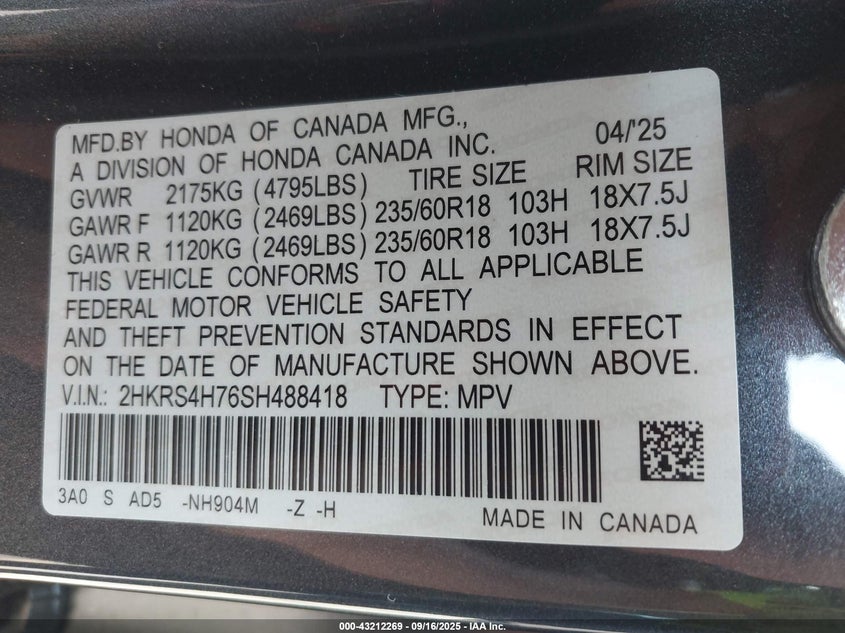 MFD.BY HONDA OF CANADA MFG.,
A DIVISION OF HONDA CANADA INC. 04/'25
GVWR 2175KG (4795LBS) TIRE SIZE RIM SIZE
GAWR F 1120KG (2469LBS) 235/60R18 103H 18X7.5J
GAWR R 1120KG (2469LBS) 235/60R18 103H 18X7.5J
THIS VEHICLE CONFORMS TO ALL APPLICABLE
FEDERAL MOTOR VEHICLE SAFETY
AND THEFT PREVENTION STANDARDS IN EFFECT
ON THE DATE OF MANUFACTURE SHOWN ABOVE.
V.I.N.: 2HKRS4H76SH488418 TYPE: MPV
3A0 S AD5 -NH904M -Z -H
MADE IN CANADA
000-43212269 - 09/16/2025 - IAA Inc.